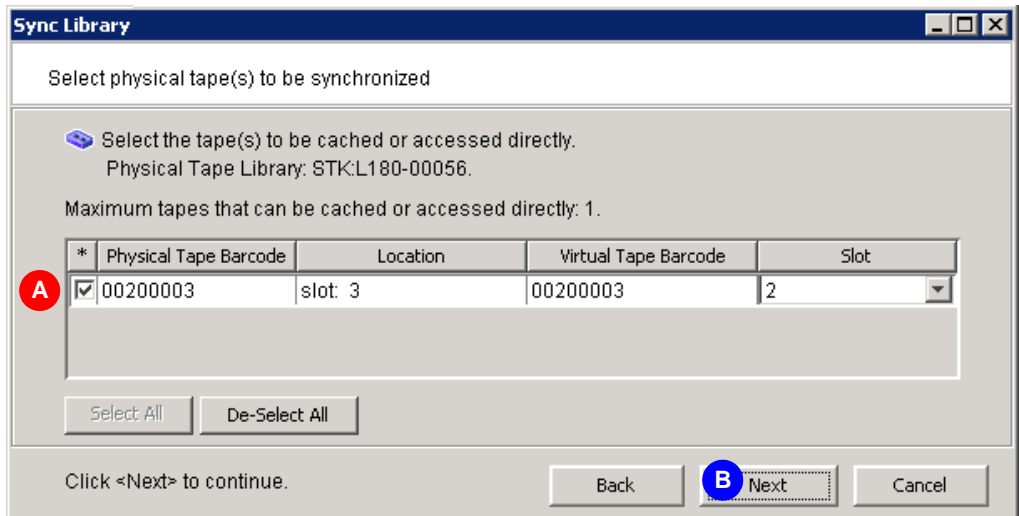 Sync Library
Select physical tape(s) to be synchronized
Select the tape(s) to be cached or accessed directly.
Physical Tape Library: STK:L180-00056.
Maximum tapes that can be cached or accessed directly: 1.
* Physical Tape Barcode Location Virtual Tape Barcode Slot
A 00200003 slot: 3 00200003 2
Select All De-Select All
Click <Next> to continue. Back B Next Cancel